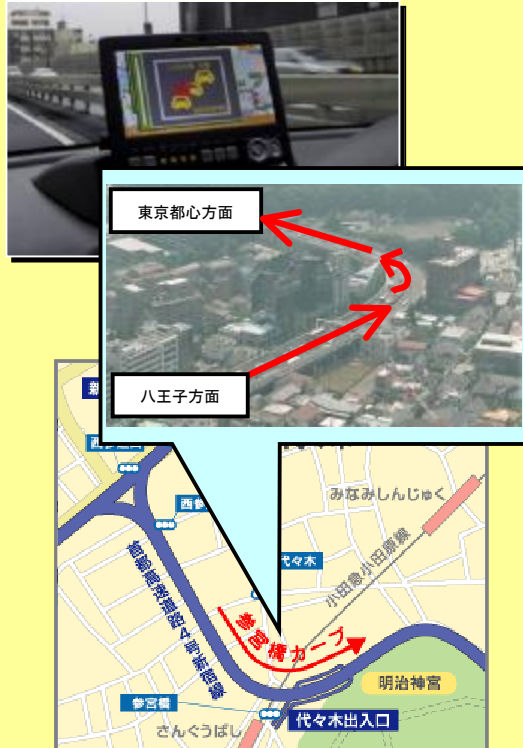 東京都心方面
八王子方面
新
西参
みなみしんじゅく
代々木
小田急小田原線
首都高速道路4号新宿線
参宮橋カーブ
明治神宮
参宮橋
代々木出入口
さんぐうばし